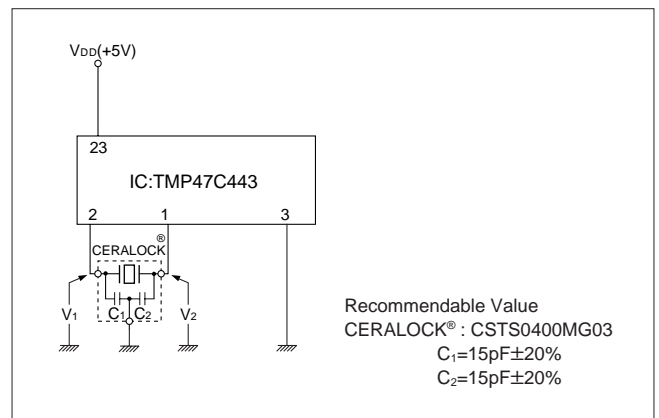 VDD(+5V)
23
IC:TMP47C443
2 1 3
CERALOCK®
V1 C1 C2 V2
Recommendable Value
CERALOCK® : CSTS0400MG03
C1=15pF±20%
C2=15pF±20%